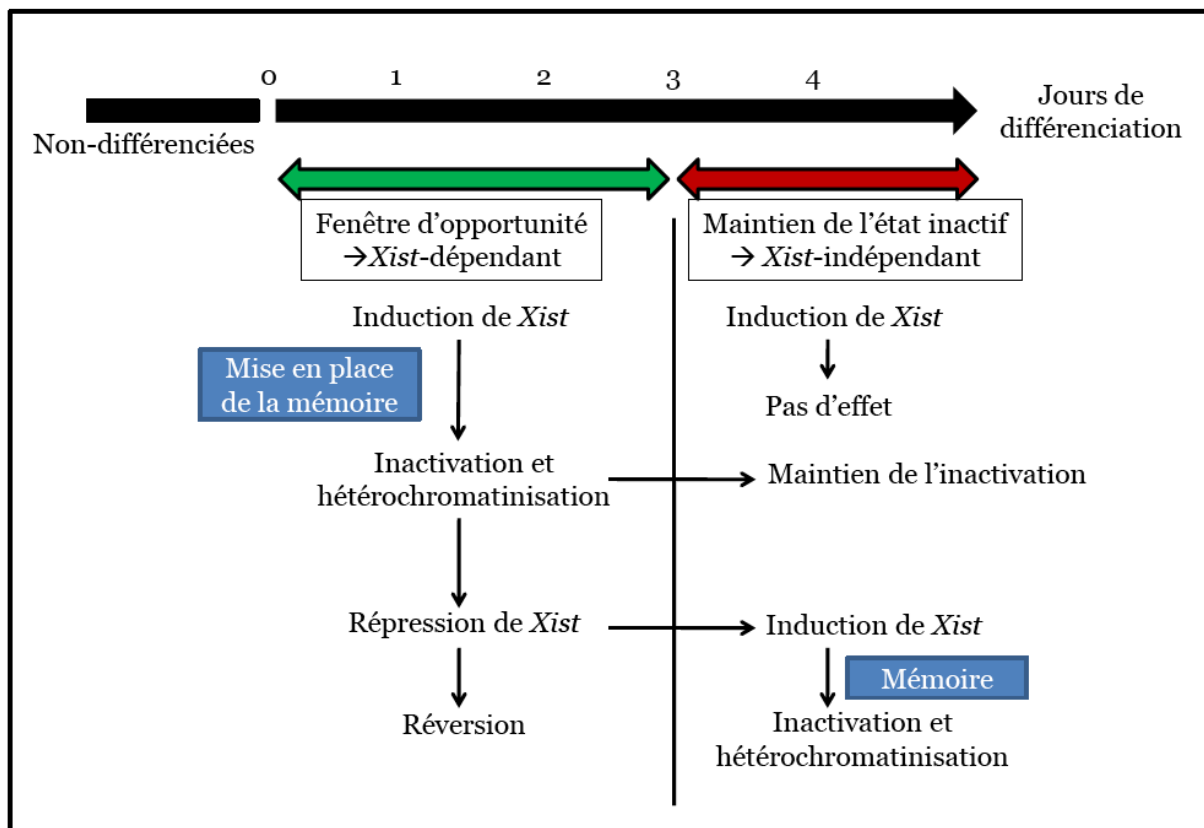 0 1 2 3 4
Jours de
différenciation
Non-différenciées
Fenêtre d'opportunité
→Xist-dépendant
Maintien de l'état inactif
→ Xist-indépendant
Induction de Xist
Induction de Xist
Mise en place
de la mémoire
Pas d'effet
Inactivation et
hétérochromatinisation
Maintien de l'inactivation
Répression de Xist
Induction de Xist
Mémoire
Réversion
Inactivation et
hétérochromatinisation